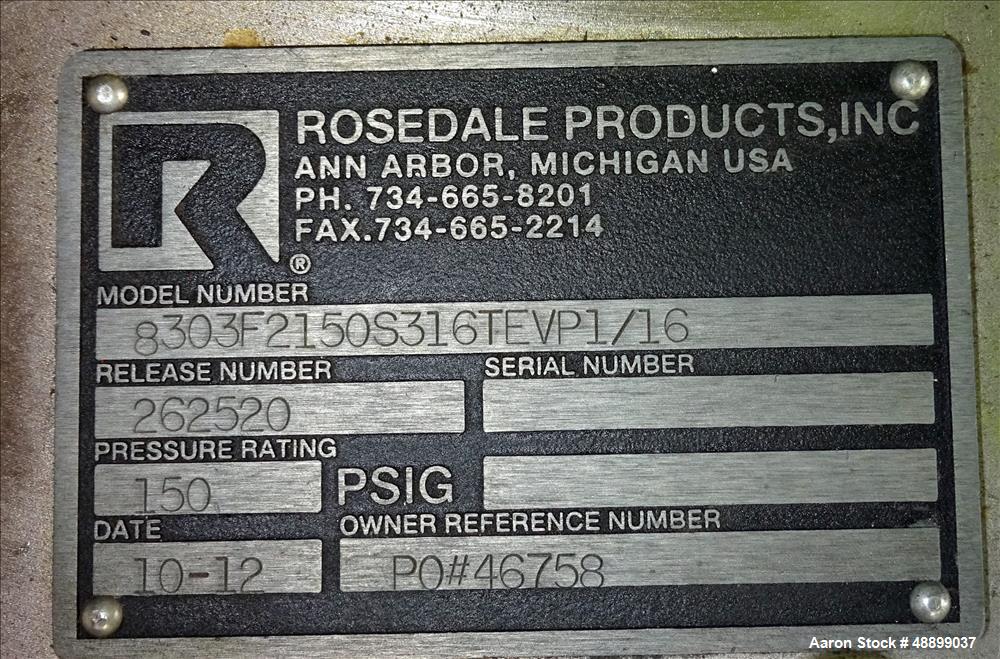 R
ROSEDALE PRODUCTS,INC
ANN ARBOR, MICHIGAN USA
PH. 734-665-8201
FAX.734-665-2214
®
MODEL NUMBER
8303F2150S316TEVP1/16
RELEASE NUMBER SERIAL NUMBER
262520
PRESSURE RATING
150 PSIG
DATE OWNER REFERENCE NUMBER
10-12 PO#46758
Aaron Stock # 48899037